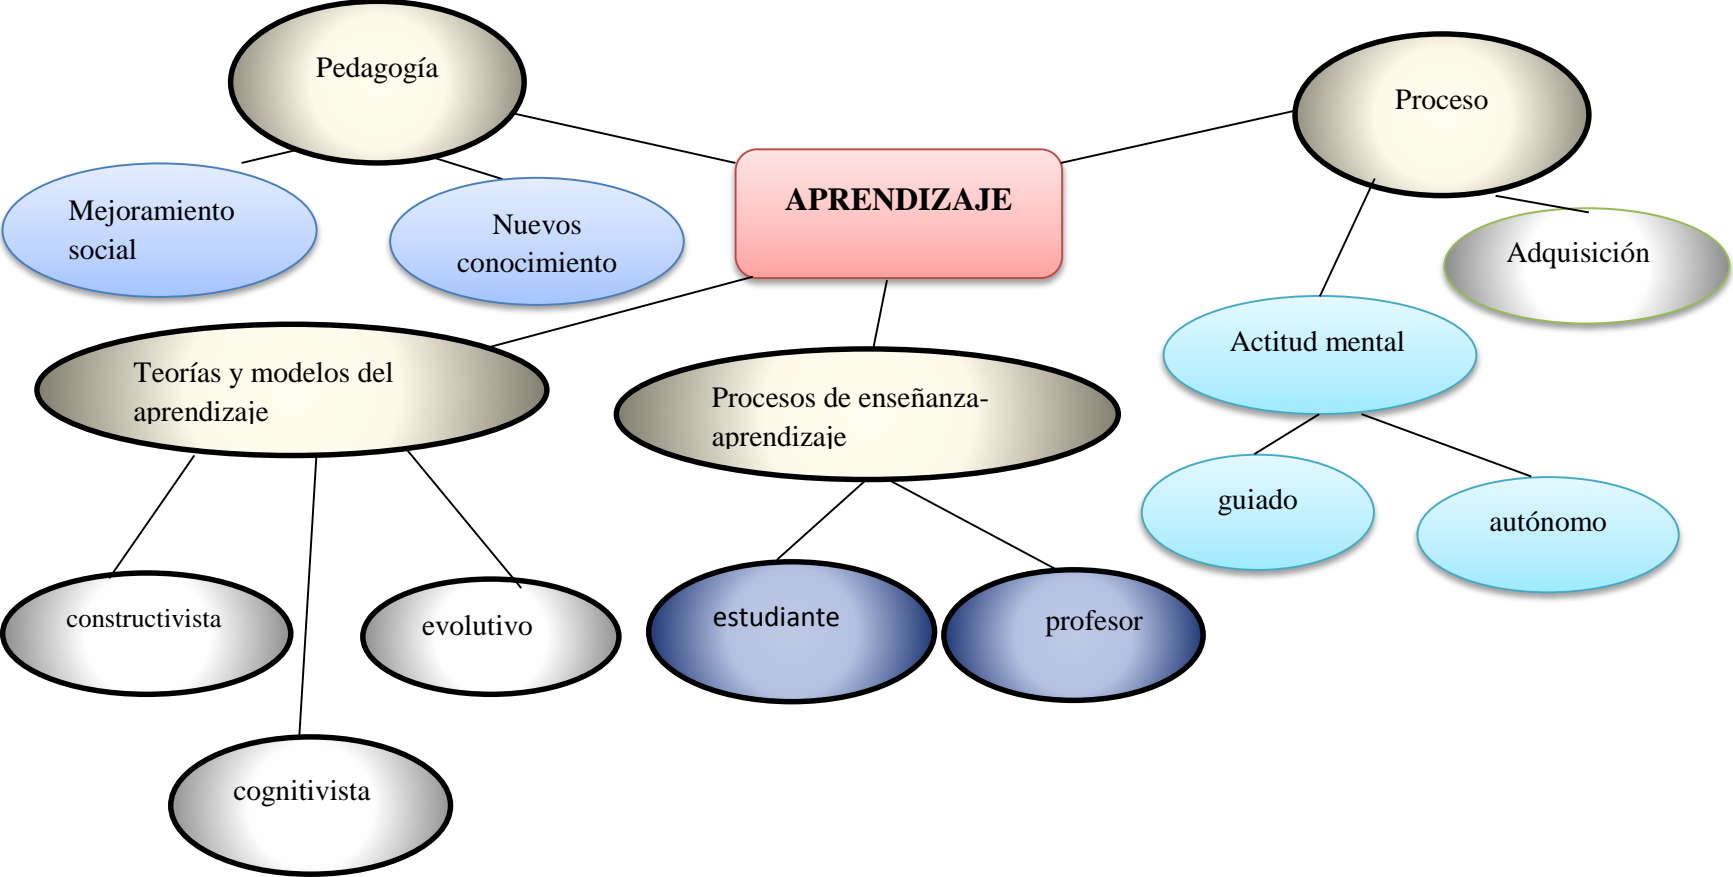 Pedagogía
Proceso
APRENDIZAJE
Mejoramiento
social
Nuevos
conocimiento
Adquisición
Actitud mental
Teorías y modelos del
aprendizaje
Procesos de enseñanza-
aprendizaje
guiado
autónomo
constructivista
evolutivo
estudiante
profesor
cognitivista